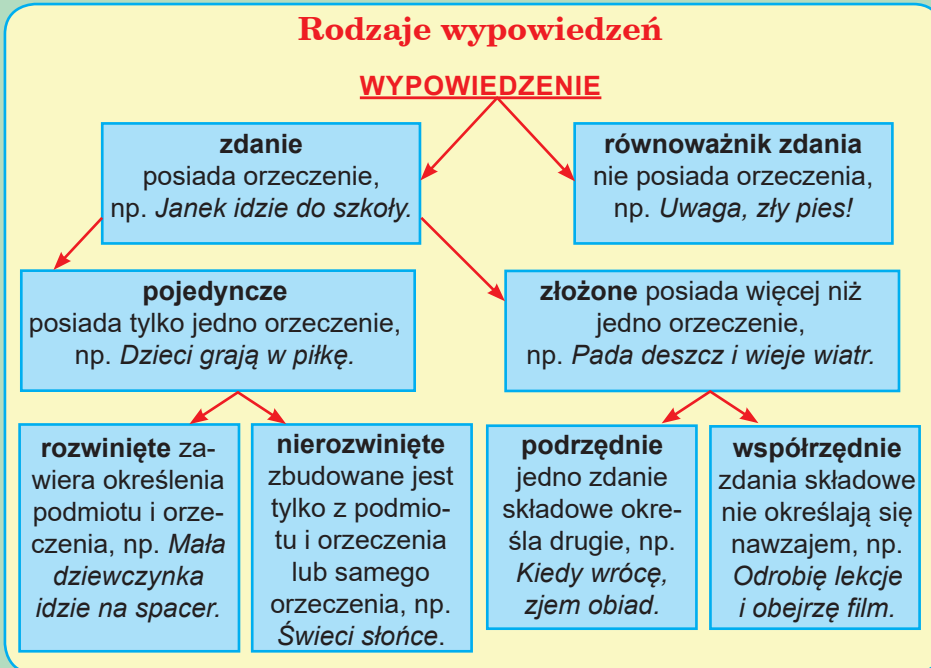 Rodzaje wypowiedzeń
WYPOWIEDZENIE
zdanie
posiada orzeczenie,
np. Janek idzie do szkoły.
równoważnik zdania
nie posiada orzeczenia,
np. Uwaga, zły pies!
pojedyncze
posiada tylko jedno orzeczenie,
np. Dzieci grają w piłkę.
złożone posiada więcej niż
jedno orzeczenie,
np. Pada deszcz i wieje wiatr.
rozwinięte za-
wiera określenia
podmiotu i orze-
czenia, np. Mała
dziewczynka
idzie na spacer.
nierozwinięte
zbudowane jest
tylko z podmio-
tu i orzeczenia
lub samego
orzeczenia, np.
Świeci słońce.
podrzędnie
jedno zdanie
składowe okre-
śla drugie, np.
Kiedy wrócę,
zjem obiad.
współrzędnie
zdania składowe
nie określają się
nawzajem, np.
Odrobię lekcje
i obejrzę film.